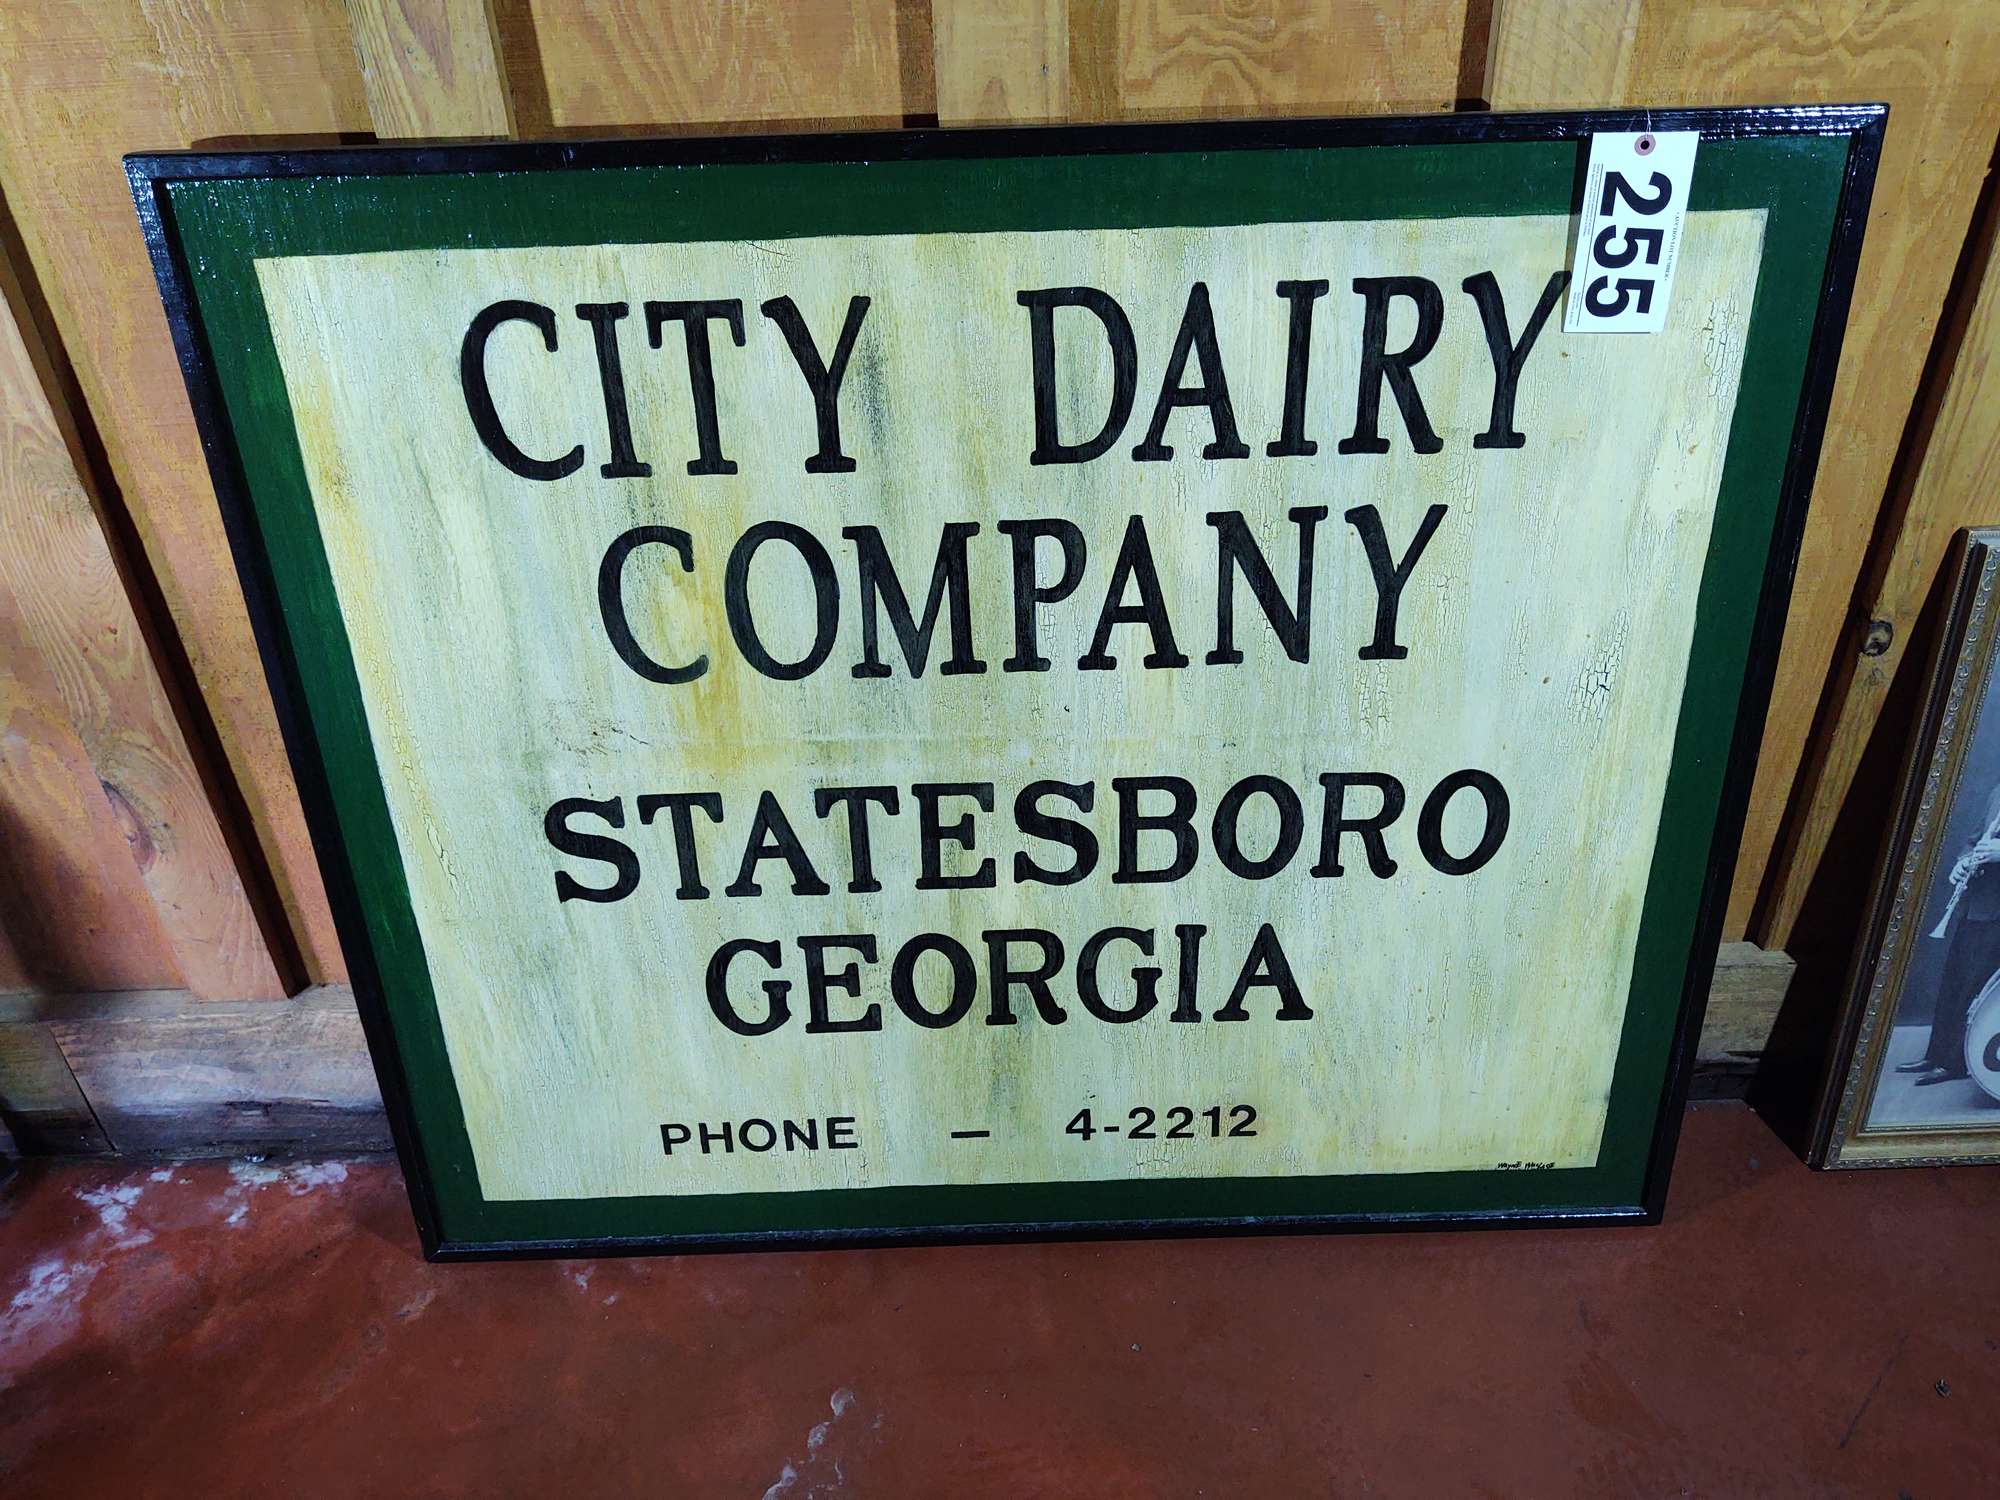 255
CITY DAIRY
COMPANY
STATESBORO
GEORGIA
PHONE - 4-2212